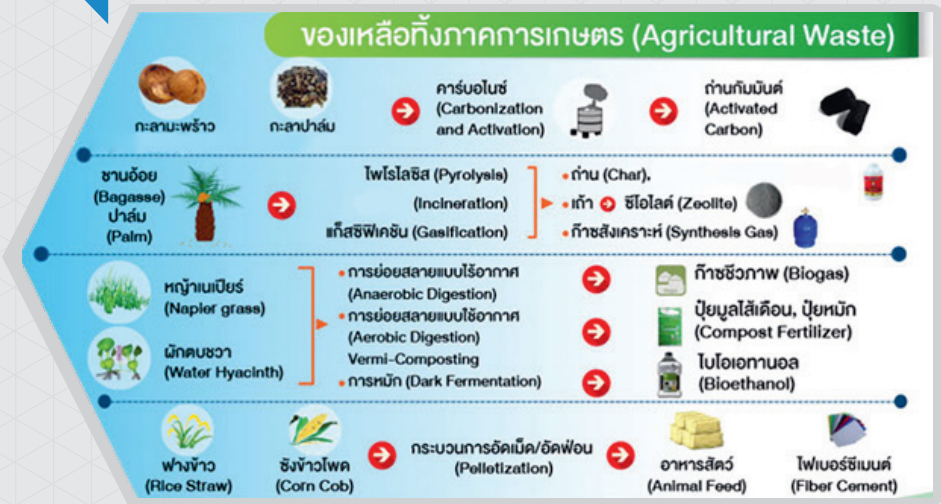 ของเหลือทิ้งภาคการเกษตร (Agricultural Waste)
กะลามะพร้าว
กะลาปาล์ม
คาร์บอไนซ์
(Carbonization
and Activation)
ถ่านกัมมันต์
(Activated
Carbon)
ชานอ้อย
(Bagasse)
ปาล์ม
(Palm)
ไพโรไลซิส (Pyrolysis)
(Incineration)
แก็สซิฟิเคชัน (Gasification)
• ถ่าน (Char),
• เถ้า ซีโอไลต์ (Zeolite)
• ก๊าซสังเคราะห์ (Synthesis Gas)
หญ้าเนเปียร์
(Napier grass)
ผักตบชวา
(Water Hyacinth)
• การย่อยสลายแบบไร้อากาศ
(Anaerobic Digestion)
• การย่อยสลายแบบใช้อากาศ
(Aerobic Digestion)
Vermi-Composting
• การหมัก (Dark Fermentation)
ก๊าซชีวภาพ (Biogas)
ปุ๋ยมูลไส้เดือน, ปุ๋ยหมัก
(Compost Fertilizer)
ไบโอเอทานอล
(Bioethanol)
ฟางข้าว
(Rice Straw)
ซังข้าวโพด
(Corn Cob)
กระบวนการอัดเม็ด/อัดฟ่อน
(Pelletization)
อาหารสัตว์
(Animal Feed)
ไฟเบอร์ซีเมนต์
(Fiber Cement)